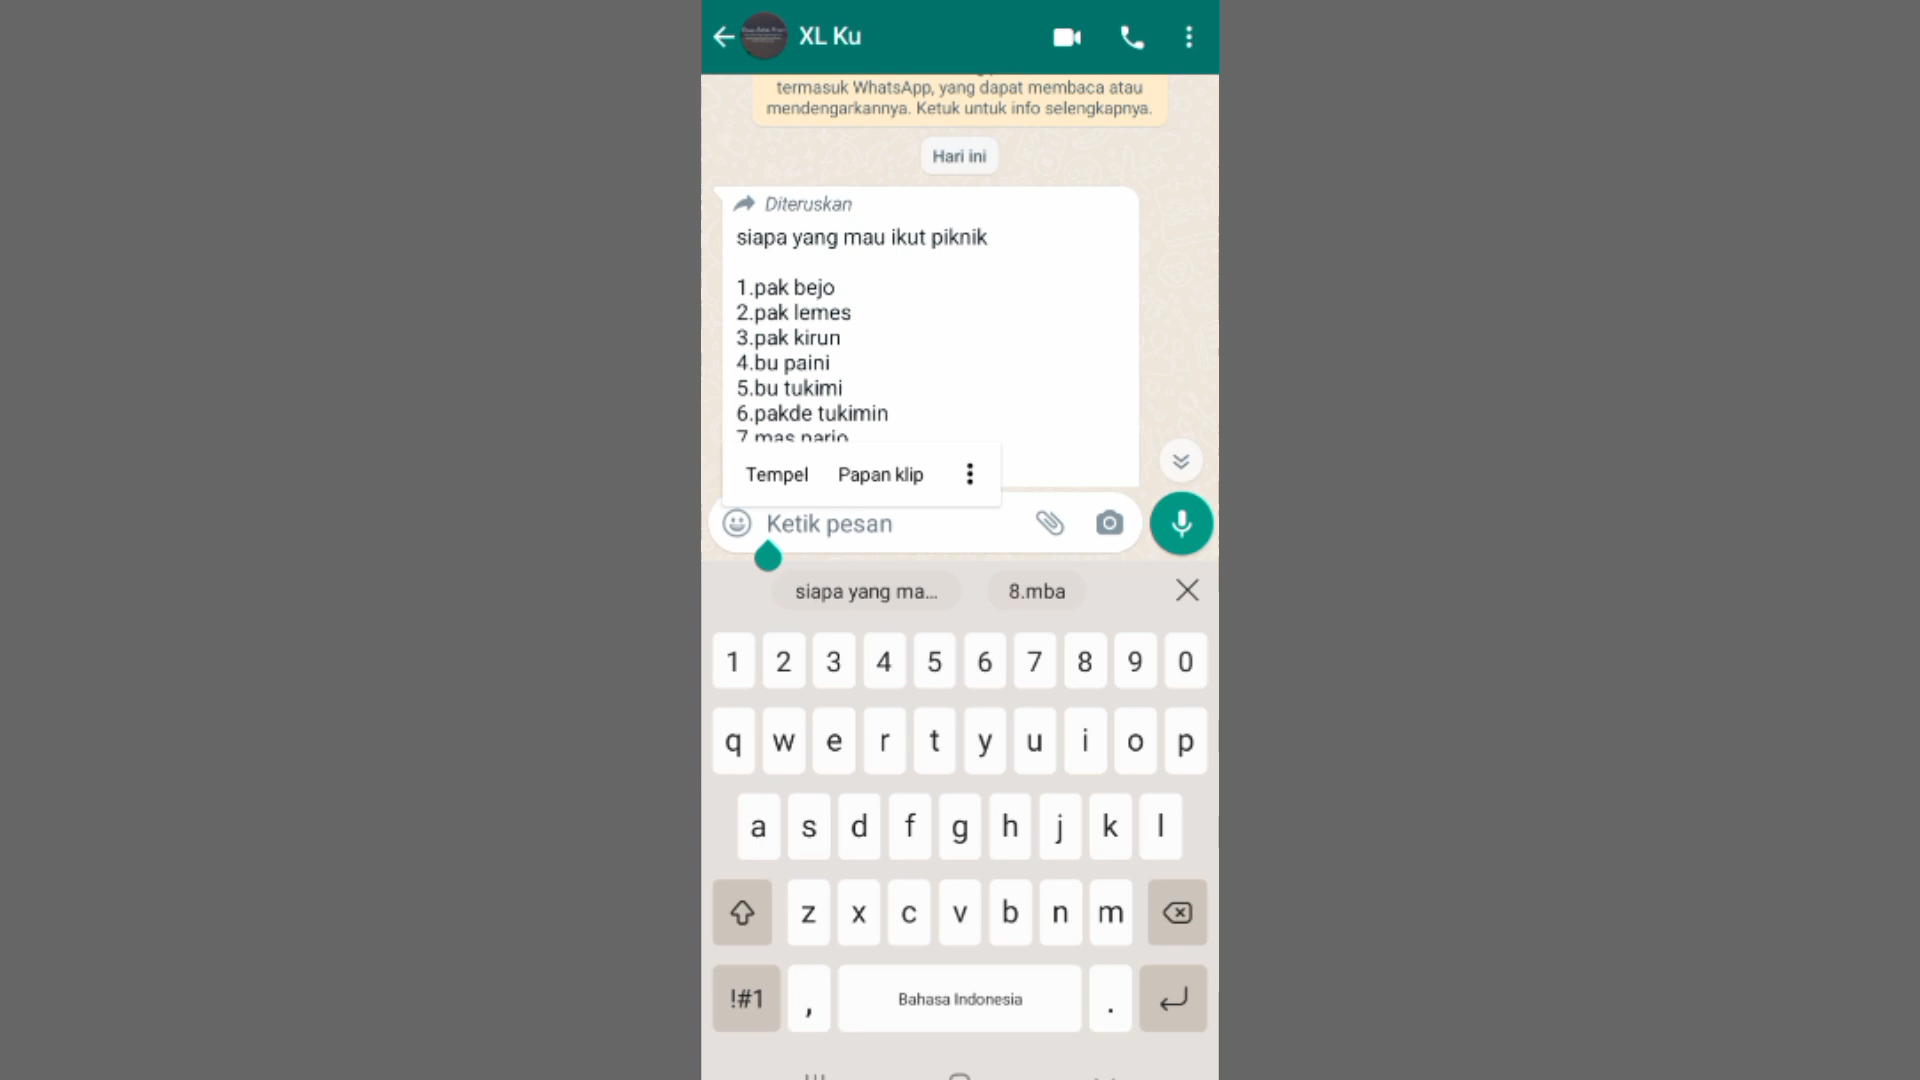 XL Ku
termasuk WhatsApp, yang dapat membaca atau
mendengarkannya. Ketuk untuk info selengkapnya.
Hari ini
Diteruskan
siapa yang mau ikut piknik
1.pak bejo
2.pak lemes
3.pak kirun
4.bu paini
5.bu tukimi
6.pakde tukimin
7.mas parjo
Tempel Papan klip
Ketik pesan
siapa yang ma... 8.mba
1 2 3 4 5 6 7 8 9 0
q w e r t y u i o p
a s d f g h j k l
z x c v b n m
!#1 , Bahasa Indonesia .